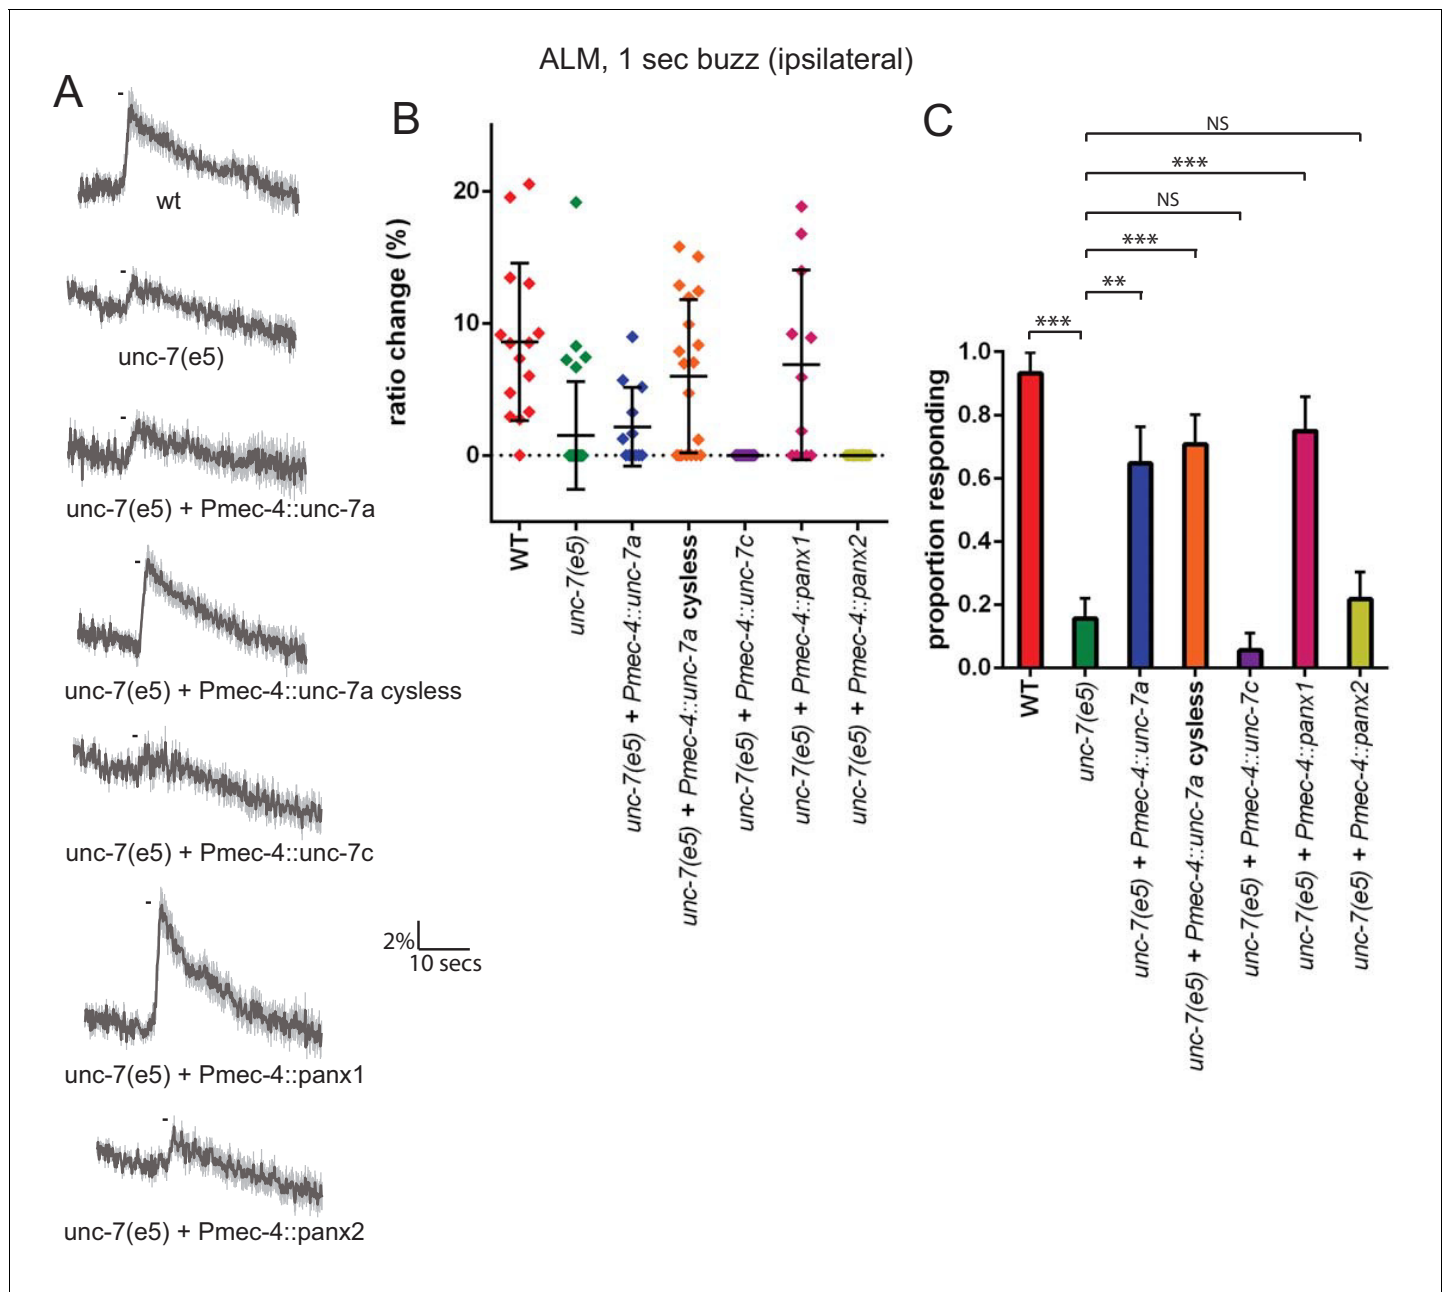 ALM, 1 sec buzz (ipsilateral)
A
wt
unc-7(e5)
unc-7(e5) + Pmec-4::unc-7a
unc-7(e5) + Pmec-4::unc-7a cysless
unc-7(e5) + Pmec-4::unc-7c
unc-7(e5) + Pmec-4::panx1
unc-7(e5) + Pmec-4::panx2
2%
10 secs
B
ratio change (%)
20
10
0
WT
unc-7(e5)
unc-7(e5) + Pmec-4::unc-7a
unc-7(e5) + Pmec-4::unc-7a cysless
unc-7(e5) + Pmec-4::unc-7c
unc-7(e5) + Pmec-4::panx1
unc-7(e5) + Pmec-4::panx2
C
NS
***
NS
***
**
***
proportion responding
1.0
0.8
0.6
0.4
0.2
0.0
WT
unc-7(e5)
unc-7(e5) + Pmec-4::unc-7a
unc-7(e5) + Pmec-4::unc-7a cysless
unc-7(e5) + Pmec-4::unc-7c
unc-7(e5) + Pmec-4::panx1
unc-7(e5) + Pmec-4::panx2